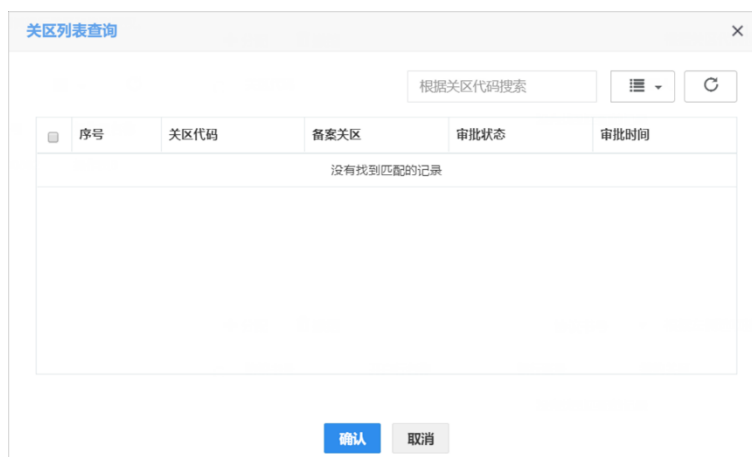 关区列表查询
根据关区代码搜索
序号 关区代码 备案关区 审批状态 审批时间
没有找到匹配的记录
确认 取消